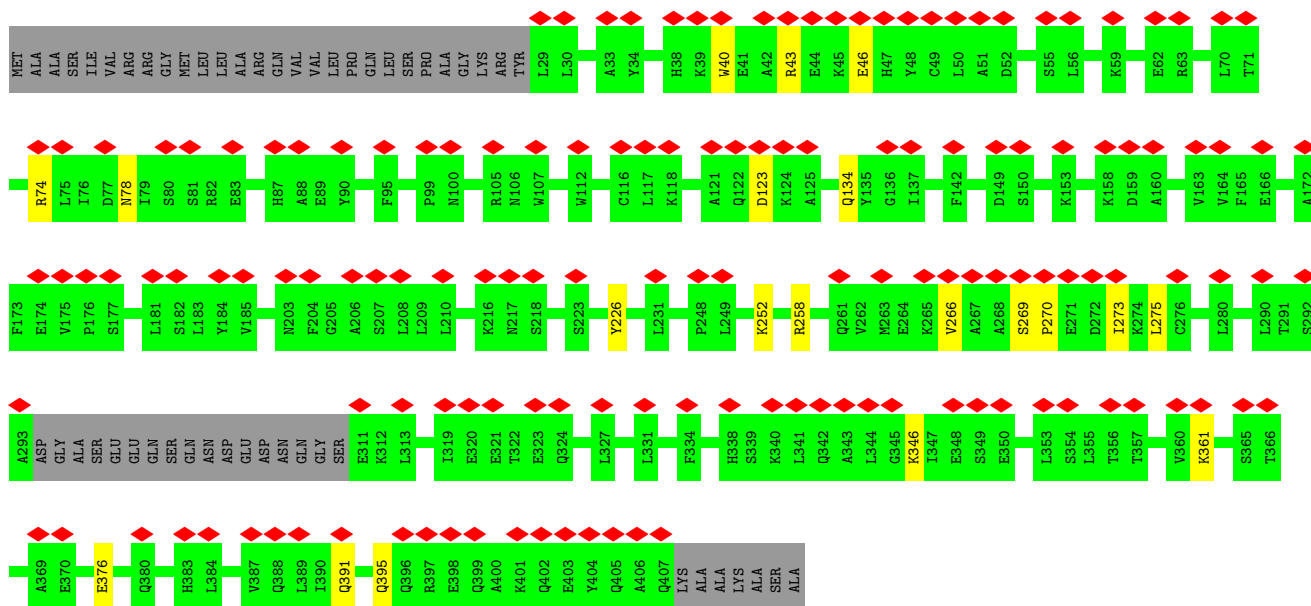 MET ALA ALA SER ILE VAL ARG ARG GLY MET LEU LEU ALA ARG GLN VAL VAL LEU PRO GLN LEU SER PRO ALA GLY LYS ARG TYR L29 L30 A33 Y34 H38 K39 W40 E41 A42 R43 E44 K45 E46 H47 Y48 C49 L50 A51 D52 S55 L56 K59 E62 R63 L70 T71
R74 L75 I76 D77 N78 I79 S80 S81 R82 E83 H87 A88 E89 Y90 F95 P99 N100 R105 N106 W107 W112 C116 L117 K118 A121 Q122 D123 K124 A125 Q134 Y135 G136 I137 F142 D149 S150 K153 K158 D159 A160 V163 V164 F165 E166 A172
F173 E174 V175 P176 S177 L181 S182 L183 Y184 V185 N203 F204 G205 A206 S207 L208 L209 L210 K216 N217 S218 S223 Y226 L231 P248 L249 K252 R258 Q261 V262 M263 E264 K265 V266 A267 A268 S269 P270 E271 D272 I273 K274 L275 C276 L280 L290 T291 S292
A293 ASP GLY ALA SER GLU GLU GLN SER GLN ASN ASP GLU ASP ASN GLN GLY SER E311 K312 L313 I319 E320 E321 T322 E323 Q324 L327 L331 F334 H338 S339 K340 L341 Q342 A343 L344 G345 K346 I347 E348 S349 E350 L353 S354 L355 T356 T357 V360 K361 S365 T366
A369 E370 E376 Q380 H383 L384 V387 Q388 L389 I390 Q391 Q395 Q396 R397 E398 Q399 A400 K401 Q402 E403 Y404 Q405 A406 Q407 LYS ALA ALA LYS ALA SER ALA